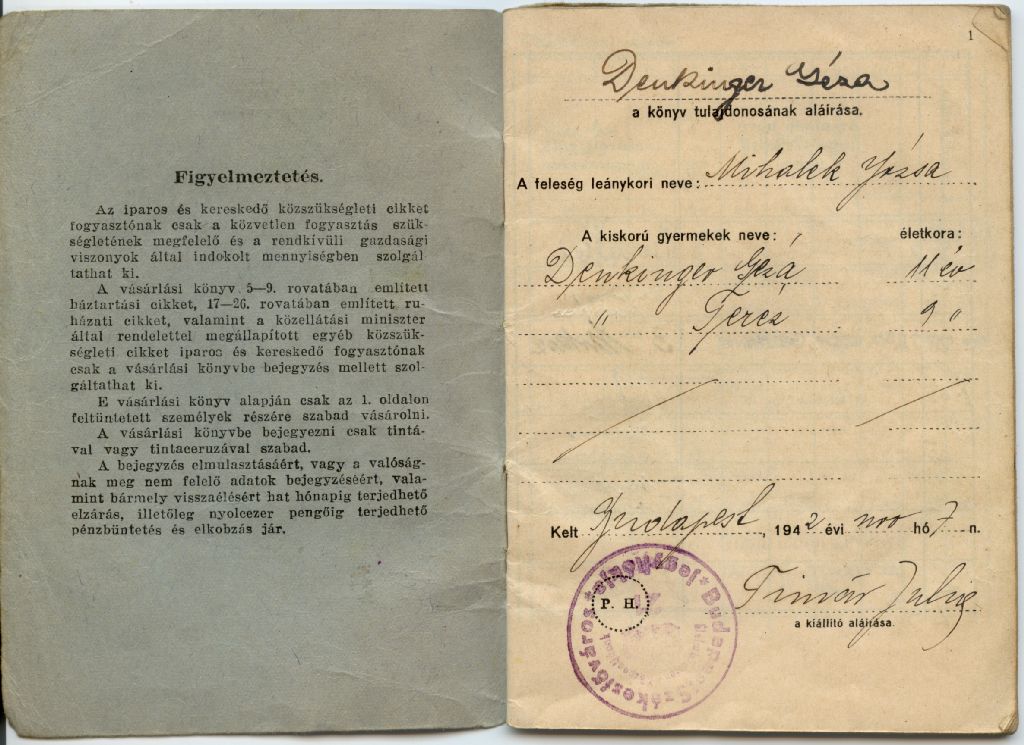 Figyelmeztetés.
Az iparos és kereskedő közszükségleti cikket
fogyasztónak csak a közvetlen fogyasztás szük-
ségletének megfelelő és a rendkívüli gazdasági
viszonyok által indokolt mennyiségben szolgál
tathat ki.
A vásárlási könyv 5—9. rovatában említett
háztartási cikket, 17—26. rovatában említett ru-
házati cikket, valamint a közellátási miniszter
által rendelettel megállapított egyéb közszük-
ségleti cikket iparos és kereskedő fogyasztónak
csak a vásárlási könyvbe bejegyzés mellett szol-
gáltathat ki.
E vásárlási könyv alapján csak az 1. oldalon
feltüntetett személyek részére szabad vásárolni.
A vásárlási könyvbe bejegyezni csak tintá-
val vagy tintaceruzával szabad.
A bejegyzés elmulasztásáért, vagy a valóság-
nak meg nem felelő adatok bejegyzéséért, vala-
mint bármely visszaélésért hat hónapig terjedhető
elzárás, illetőleg nyolcezer pengőig terjedhető
pénzbüntetés és elkobzás jár.
1
Denkinger Géza
a könyv tulajdonosának aláírása.
A feleség leánykori neve: Mihalek Józsa
A kiskorú gyermekek neve: életkora:
Denkinger Géza 11 év
" Teréz 9 "
Kelt Budapest, 1942 évi nov hó 7 n.
Timár Julia
a kiállító aláírása.
P. H.
Budapest Székesfőváros